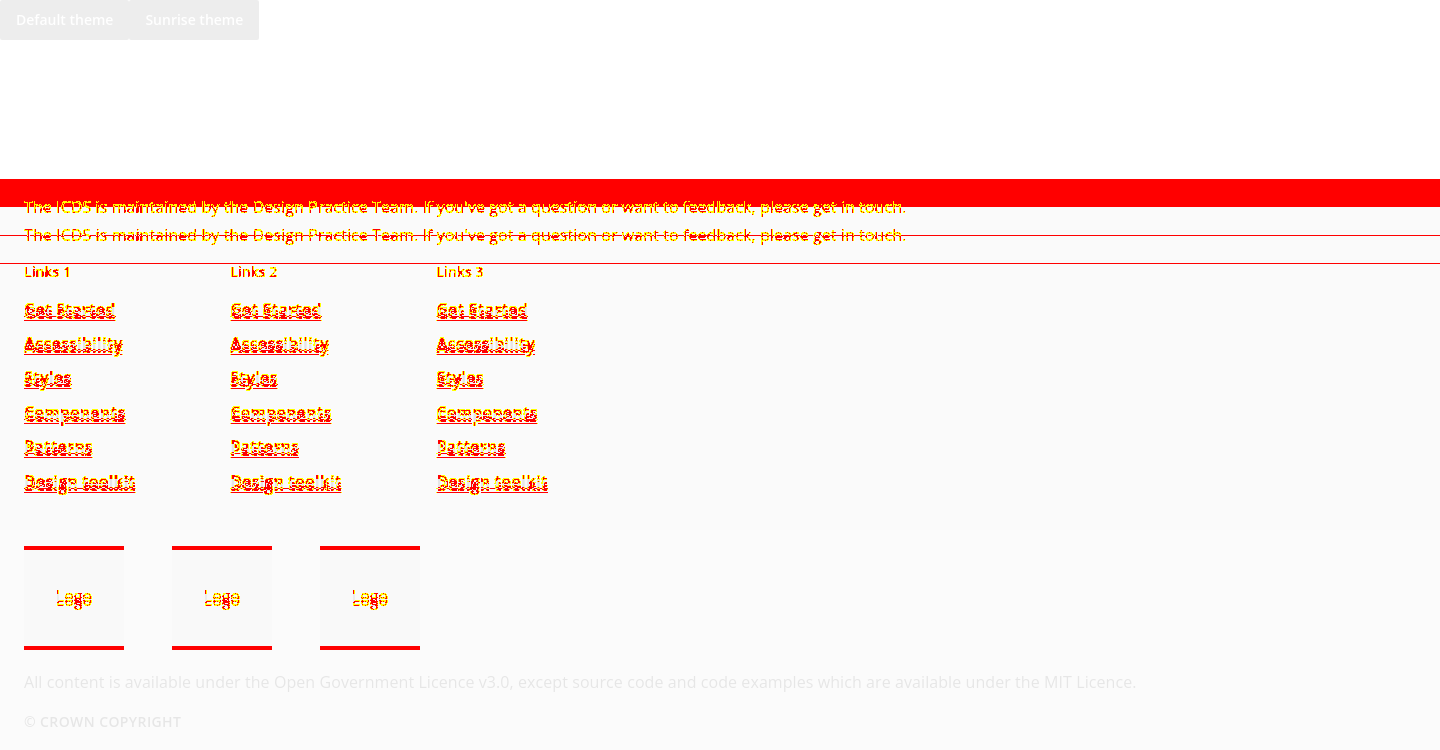 Default theme Sunrise theme
The ICDS is maintained by the Design Practice Team. If you've got a question or want to feedback, please get in touch.
The ICDS is maintained by the Design Practice Team. If you've got a question or want to feedback, please get in touch.
Links 1 Links 2 Links 3
Get Started Get Started Get Started
Accessibility Accessibility Accessibility
Styles Styles Styles
Components Components Components
Patterns Patterns Patterns
Design toolkit Design toolkit Design toolkit
Logo Logo Logo
All content is available under the Open Government Licence v3.0, except source code and code examples which are available under the MIT Licence.
© CROWN COPYRIGHT